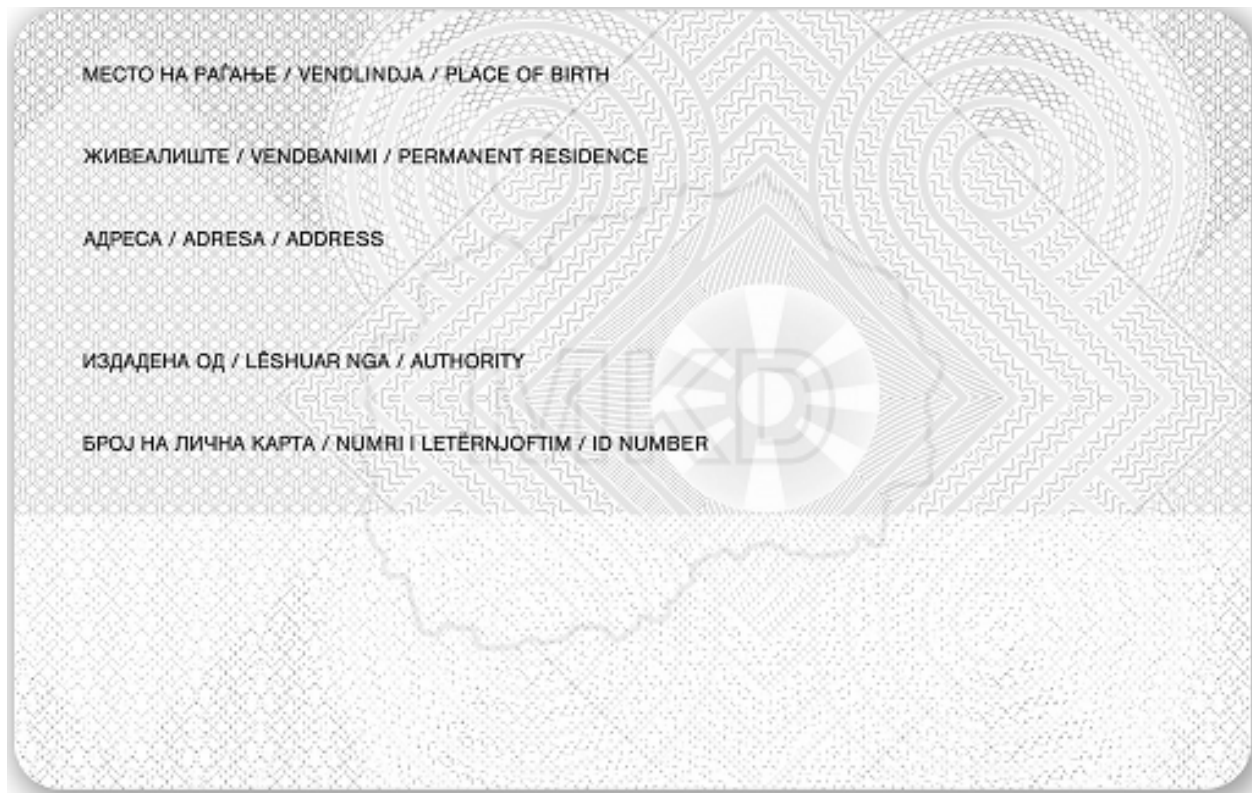 МЕСТО НА РАЃАЊЕ / VENDLINDJA / PLACE OF BIRTH
ЖИВЕАЛИШТЕ / VENDBANIMI / PERMANENT RESIDENCE
АДРЕСА / ADRESA / ADDRESS
ИЗДАДЕНА ОД / LËSHUAR NGA / AUTHORITY
MKD
БРОЈ НА ЛИЧНА КАРТА / NUMRI I LETËRNJOFTIM / ID NUMBER